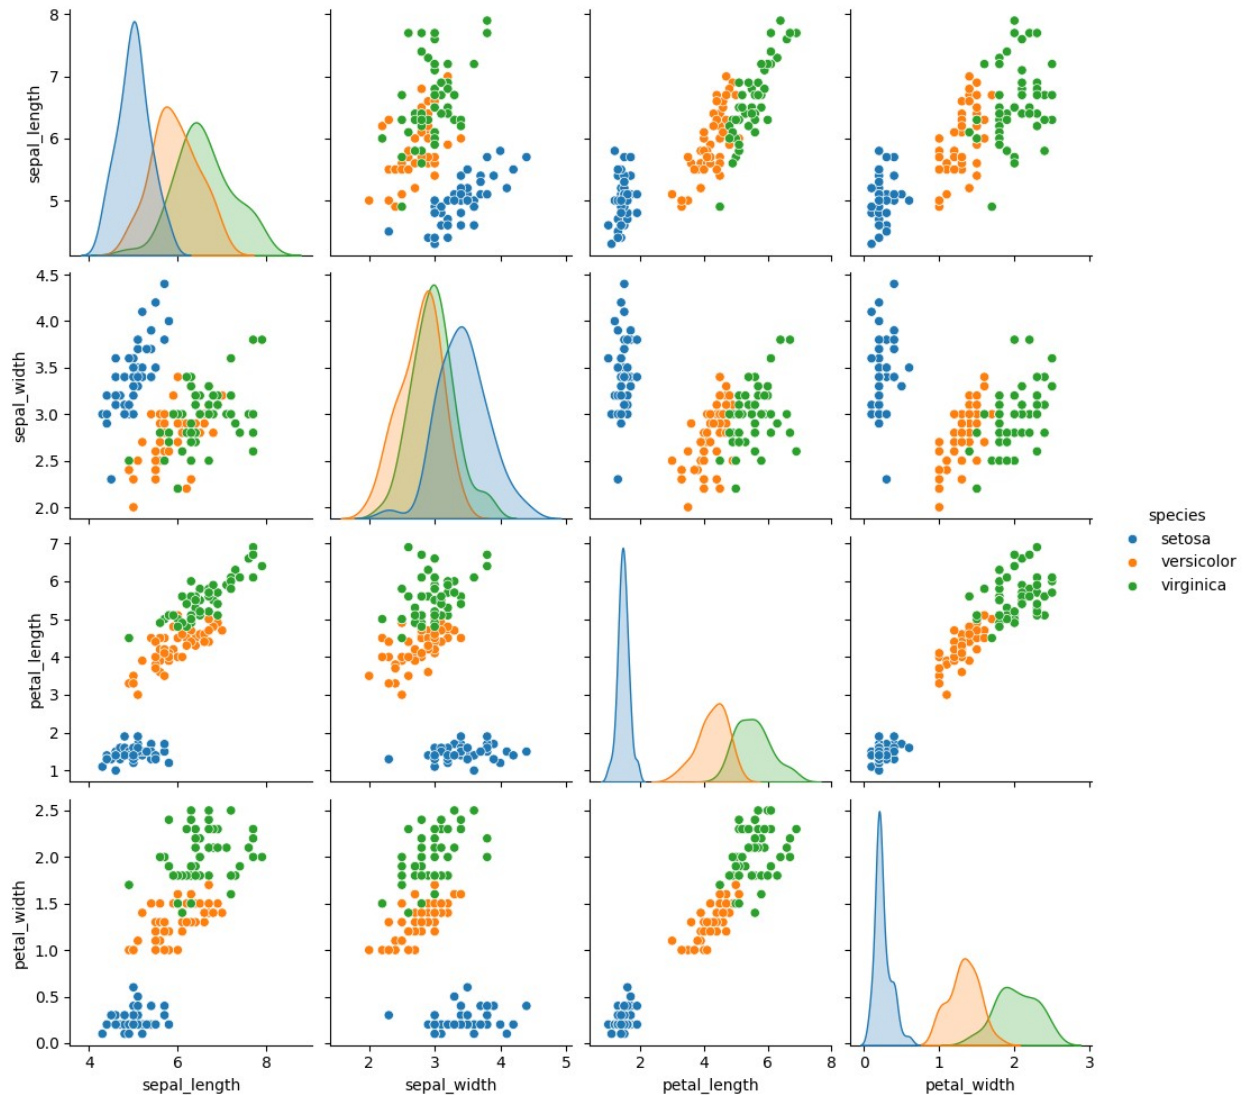 8
7
6
5
sepal_length
4.5
4.0
3.5
3.0
2.5
2.0
sepal_width
species
setosa
versicolor
virginica
7
6
5
4
3
2
1
petal_length
2.5
2.0
1.5
1.0
0.5
0.0
petal_width
4 6 8 2 3 4 5 0 2 4 6 8 0 1 2 3
sepal_length sepal_width petal_length petal_width